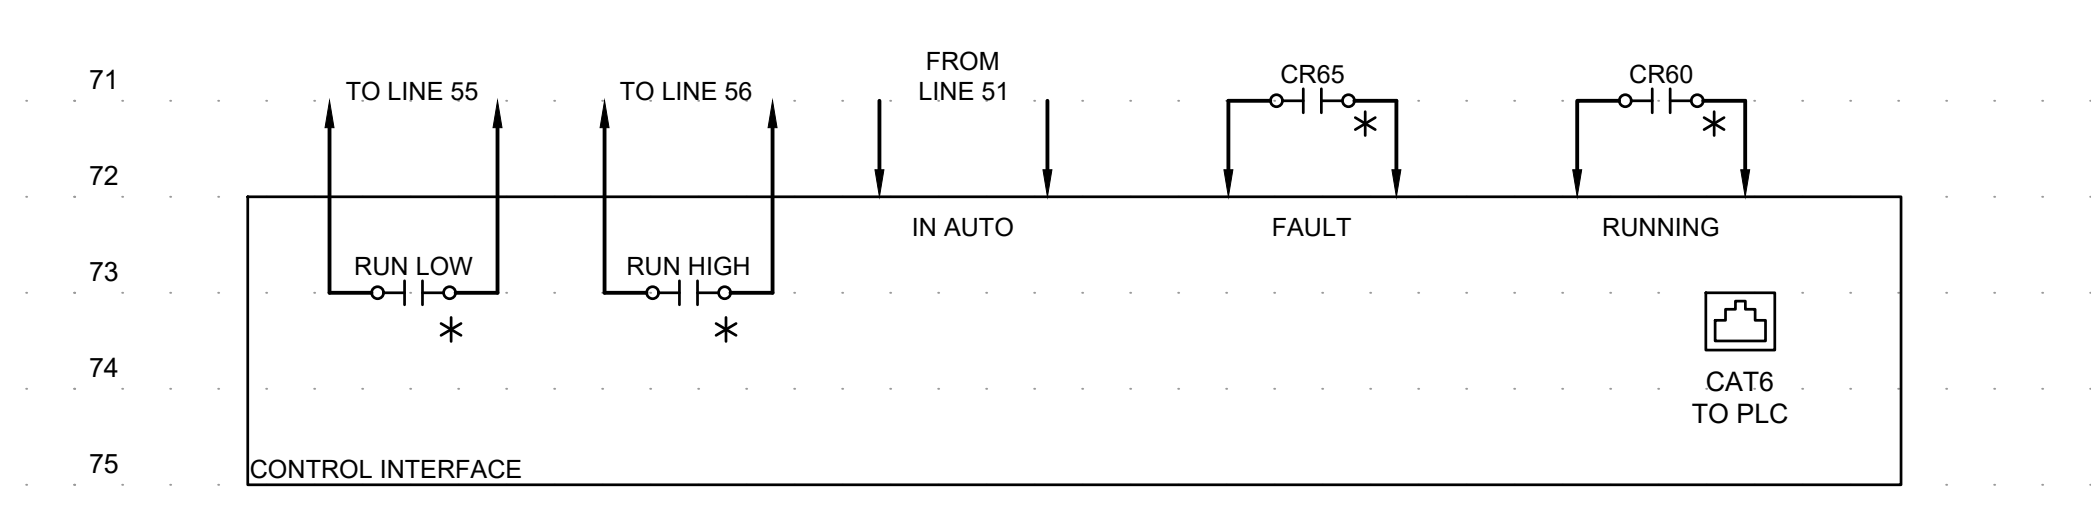 71
TO LINE 55
TO LINE 56
FROM
LINE 51
CR65
CR60
72
IN AUTO
FAULT
RUNNING
73
RUN LOW
RUN HIGH
74
CAT6
TO PLC
75
CONTROL INTERFACE